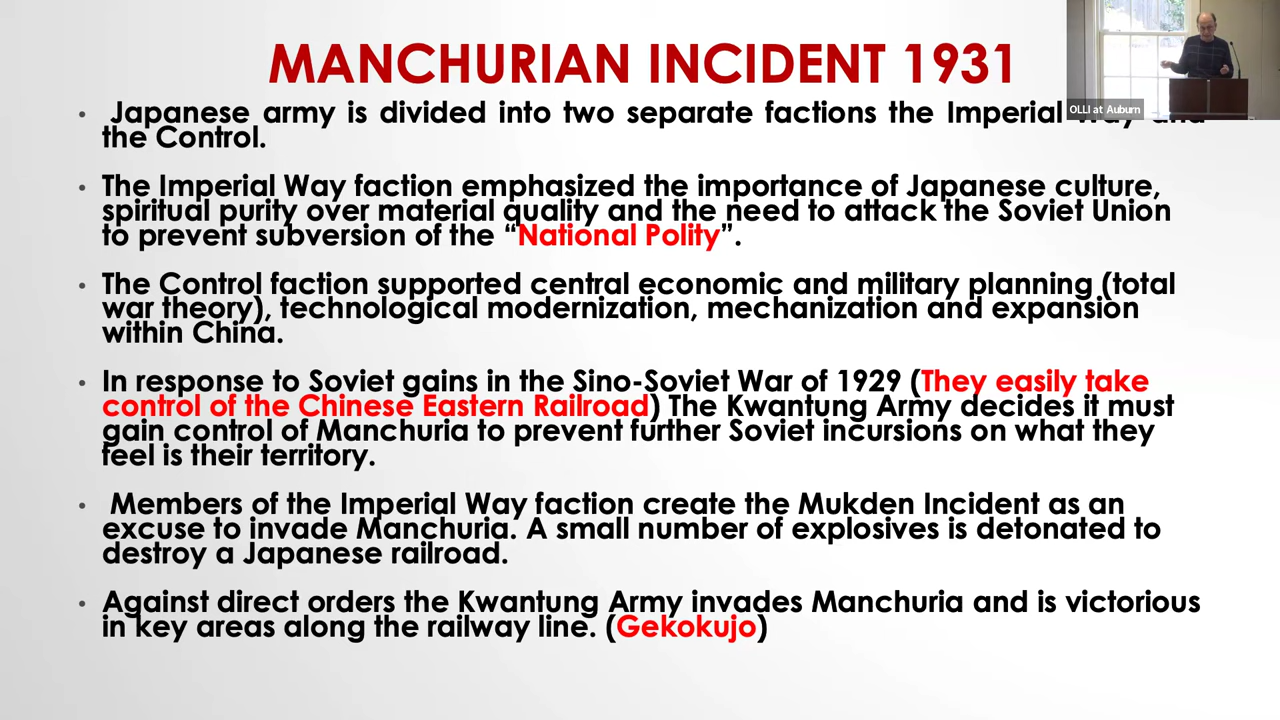 MANCHURIAN INCIDENT 1931
• Japanese army is divided into two separate factions the Imperial Way and
the Control.
• The Imperial Way faction emphasized the importance of Japanese culture,
spiritual purity over material quality and the need to attack the Soviet Union
to prevent subversion of the “National Polity”.
• The Control faction supported central economic and military planning (total
war theory), technological modernization, mechanization and expansion
within China.
• In response to Soviet gains in the Sino-Soviet War of 1929 (They easily take
control of the Chinese Eastern Railroad) The Kwantung Army decides it must
gain control of Manchuria to prevent further Soviet incursions on what they
feel is their territory.
• Members of the Imperial Way faction create the Mukden Incident as an
excuse to invade Manchuria. A small number of explosives is detonated to
destroy a Japanese railroad.
• Against direct orders the Kwantung Army invades Manchuria and is victorious
in key areas along the railway line. (Gekokujo)
OLLI at Auburn